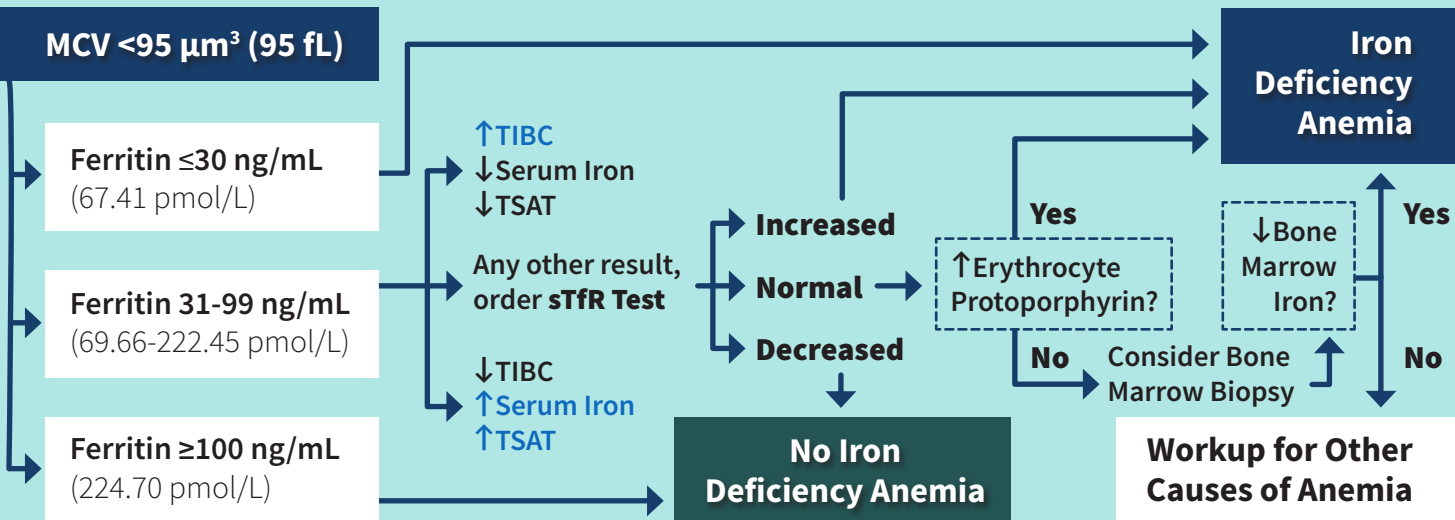 MCV <95 µm³ (95 fL)
Ferritin ≤30 ng/mL
(67.41 pmol/L)
Ferritin 31-99 ng/mL
(69.66-222.45 pmol/L)
Ferritin ≥100 ng/mL
(224.70 pmol/L)
↑TIBC
↓Serum Iron
↓TSAT
Any other result,
order sTfR Test
↓TIBC
↑Serum Iron
↑TSAT
Increased
Normal
Decreased
No Iron
Deficiency Anemia
↑Erythrocyte
Protoporphyrin?
Yes
No
Consider Bone
Marrow Biopsy
↓Bone
Marrow
Iron?
Yes
No
Iron
Deficiency
Anemia
Workup for Other
Causes of Anemia